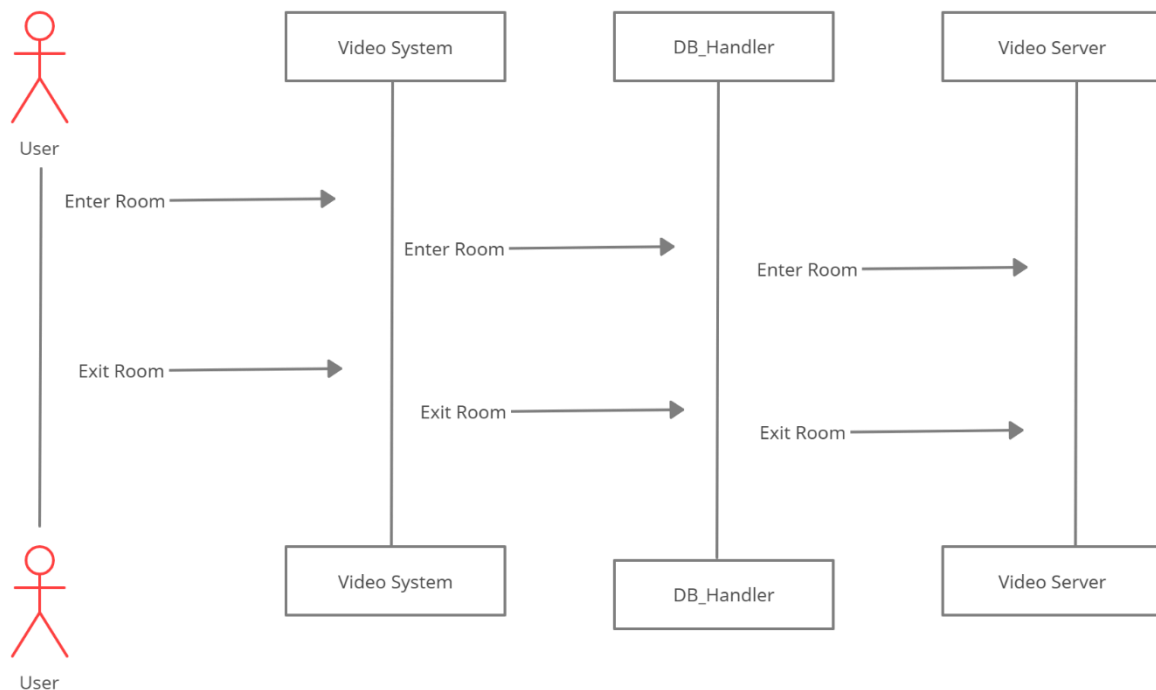 Video System
DB_Handler
Video Server
User
Enter Room
Enter Room
Enter Room
Exit Room
Exit Room
Exit Room
Video System
DB_Handler
Video Server
User